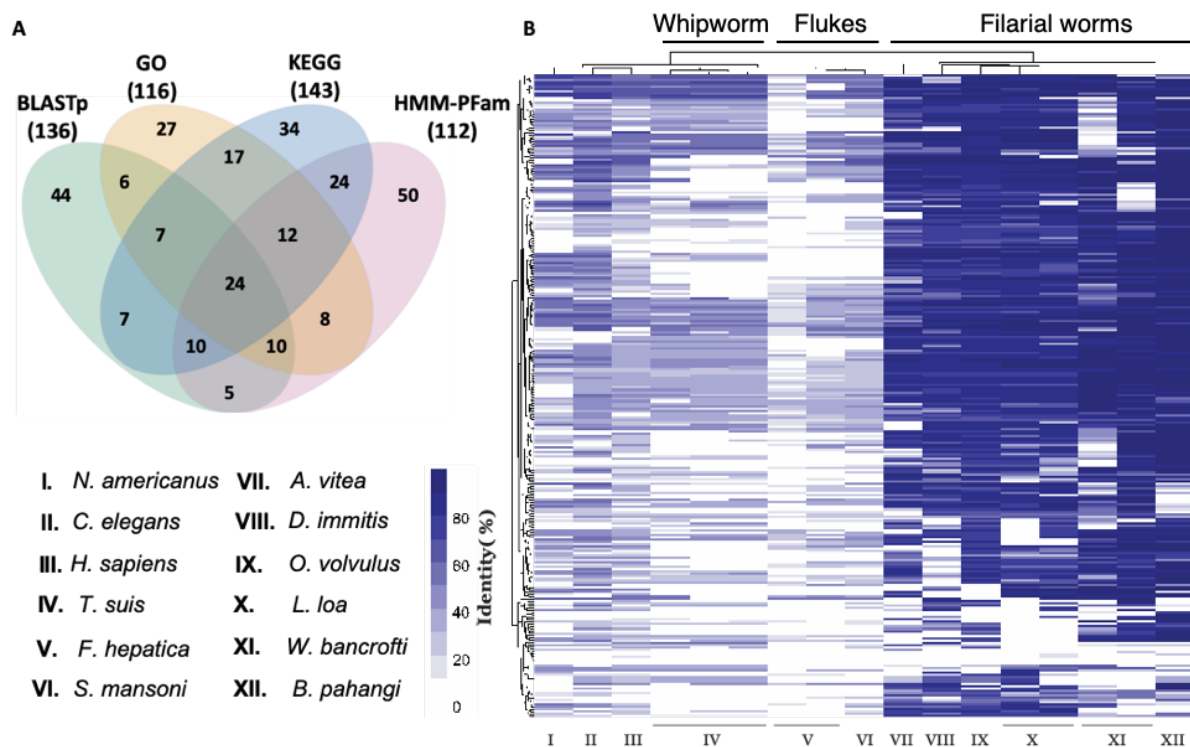 A
GO
(116)
KEGG
(143)
BLASTp
(136)
HMM-PFam
(112)
27
34
17
44
6
24
50
7
12
24
7
8
10
10
5
I. N. americanus VII. A. vitea
II. C. elegans VIII. D. immitis
III. H. sapiens IX. O. volvulus
IV. T. suis X. L. loa
V. F. hepatica XI. W. bancrofti
VI. S. mansoni XII. B. pahangi
80
60
40
20
0
Identity( %)
B
Whipworm Flukes Filarial worms
I II III IV V VI VII VIII IX X XI XII